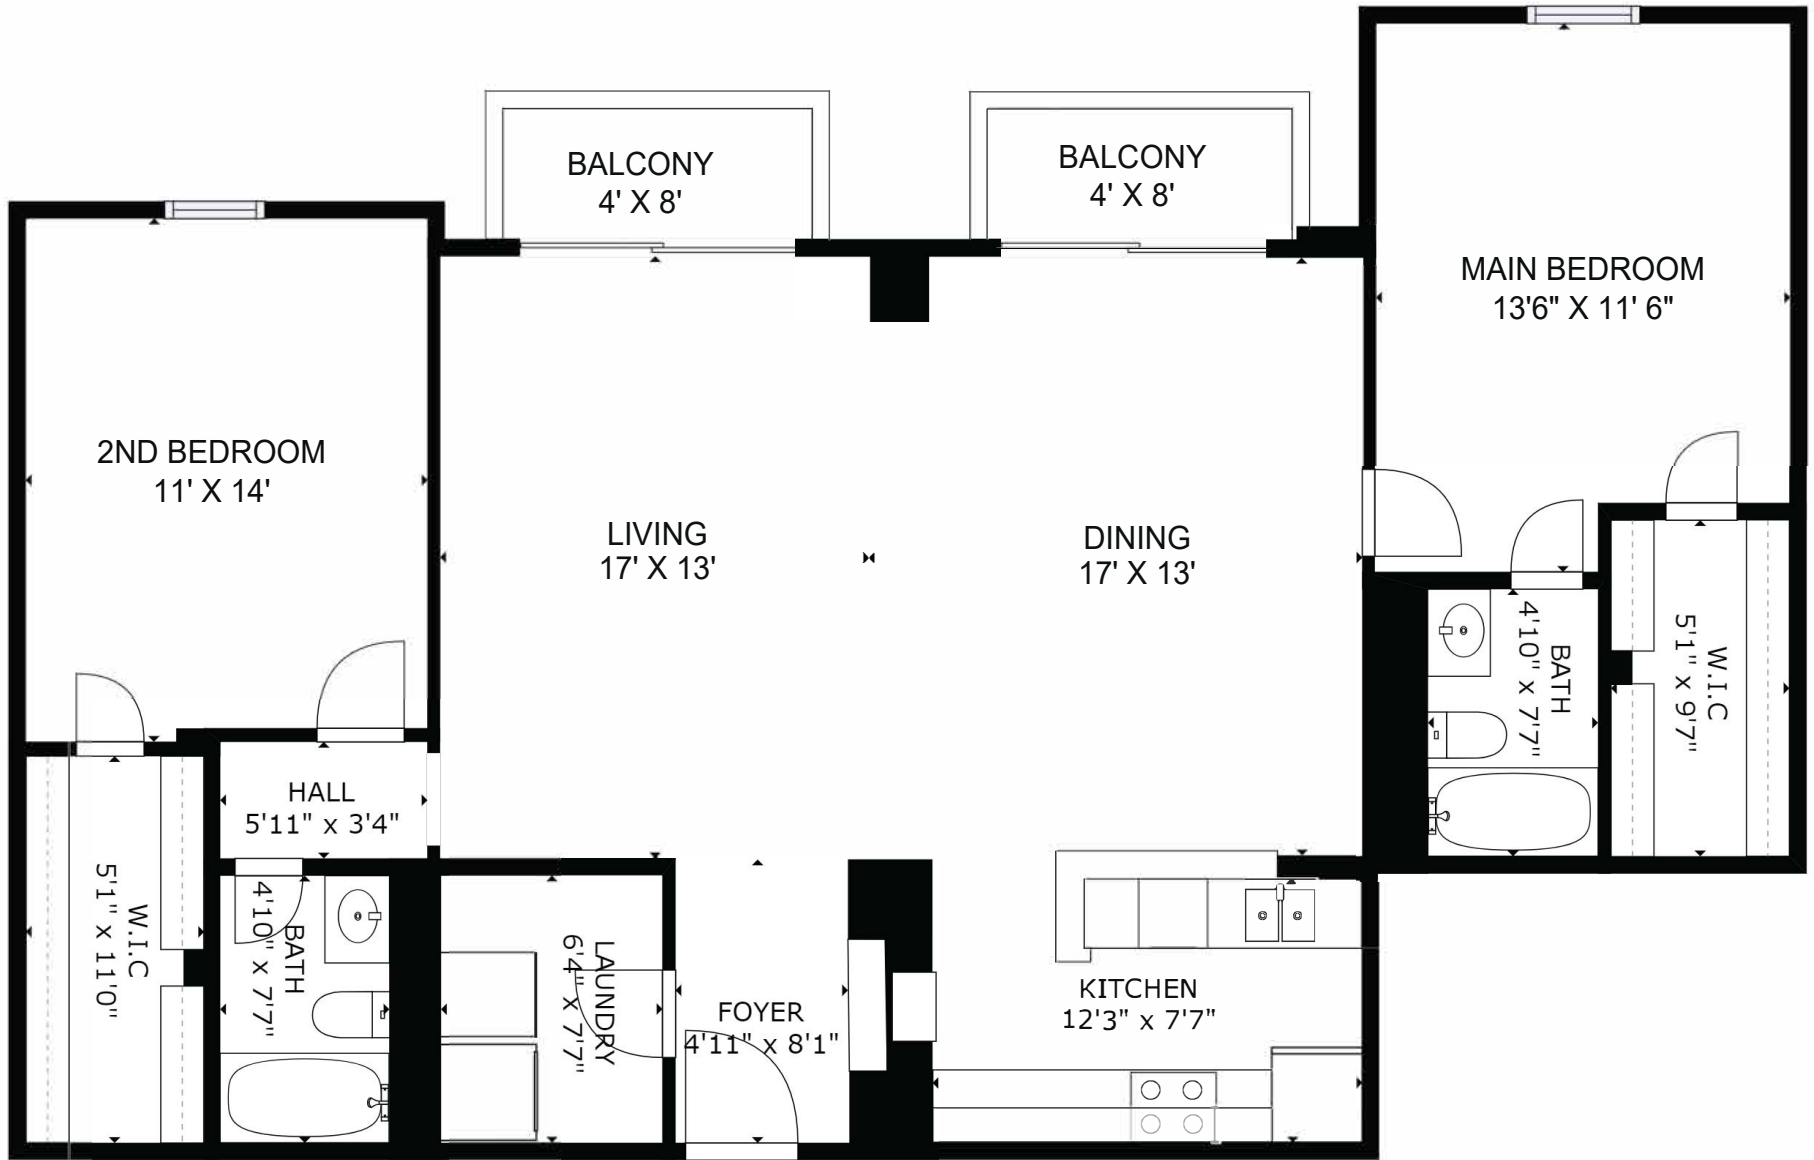 BALCONY
4' X 8'
BALCONY
4' X 8'
MAIN BEDROOM
13'6" X 11' 6"
2ND BEDROOM
11' X 14'
LIVING
17' X 13'
DINING
17' X 13'
BATH
4'10" x 7'7"
W.I.C
5'1" x 9'7"
HALL
5'11" x 3'4"
W.I.C
5'1" x 11'0"
BATH
4'10" x 7'7"
LAUNDRY
6'4" x 7'7"
FOYER
4'11" x 8'1"
KITCHEN
12'3" x 7'7"